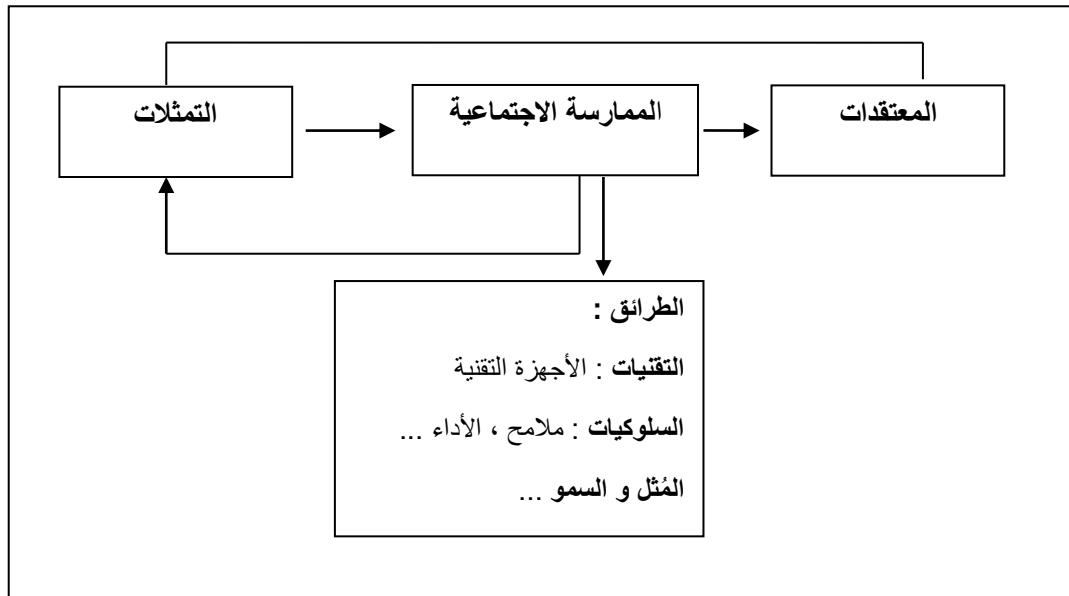 المعتقدات
الممارسة الاجتماعية
التمثلات
الطرائق :
التقنيات : الأجهزة التقنية
السلوكيات : ملامح ، الأداء ...
المُثل و السمو ...